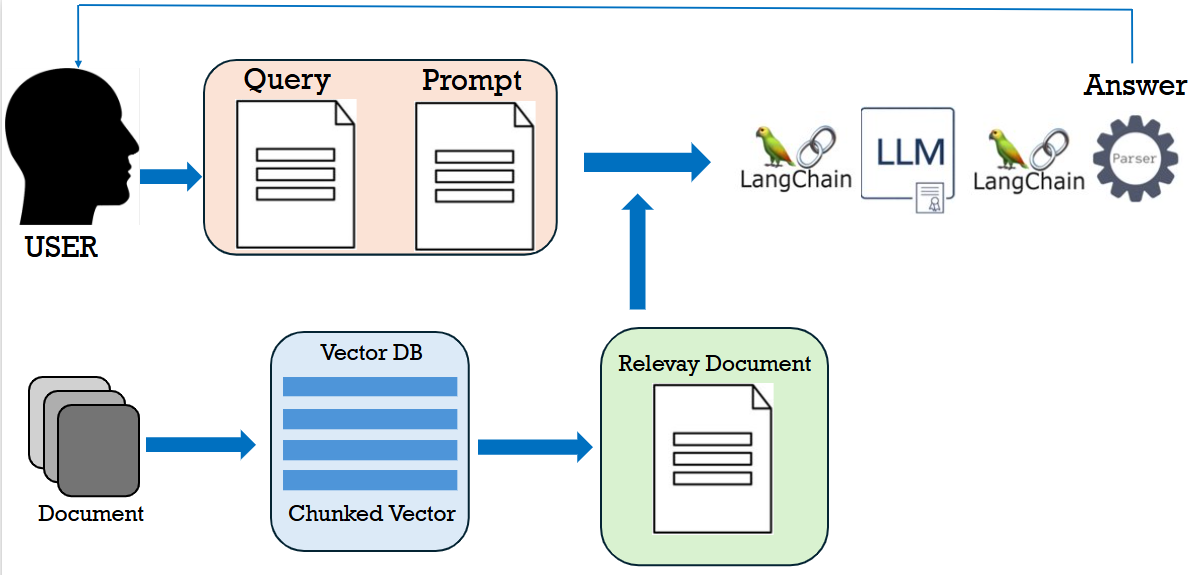 Query
Prompt
Answer
LLM
Parser
LangChain
LangChain
USER
Vector DB
Relevay Document
Document
Chunked Vector